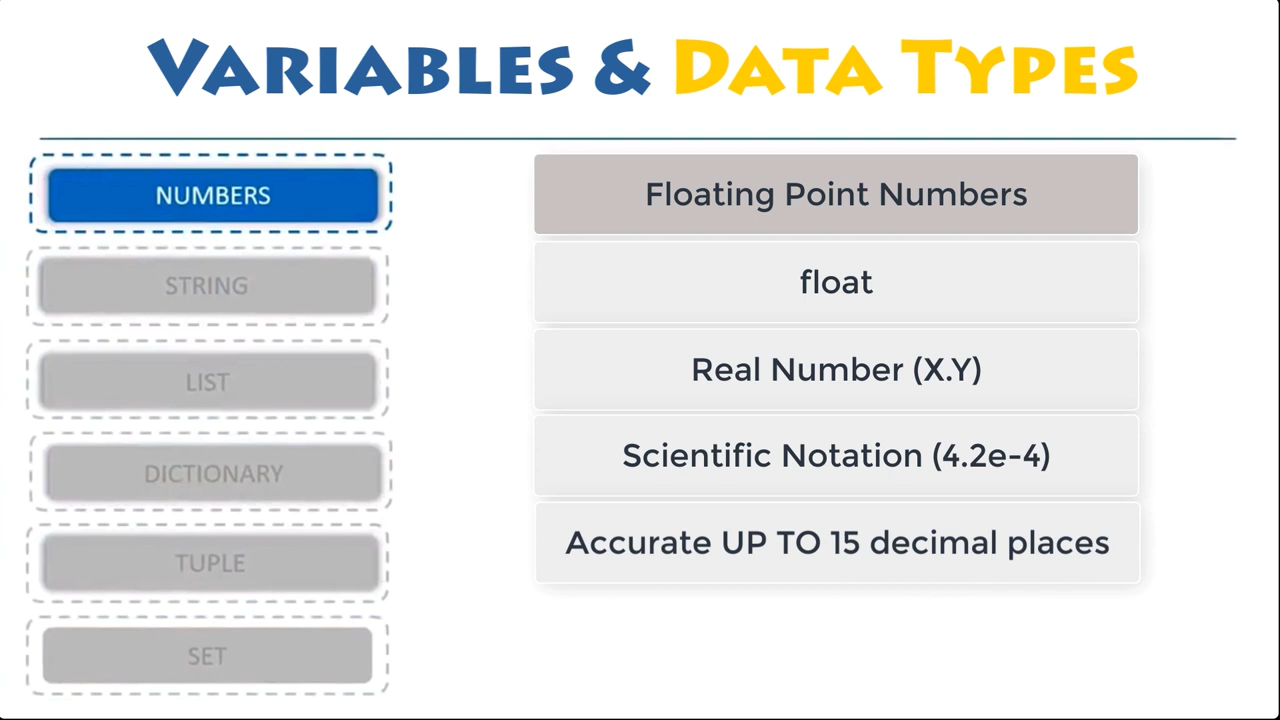 VARIABLES & DATA TYPES
NUMBERS
STRING
LIST
DICTIONARY
TUPLE
SET
Floating Point Numbers
float
Real Number (X.Y)
Scientific Notation (4.2e-4)
Accurate UP TO 15 decimal places